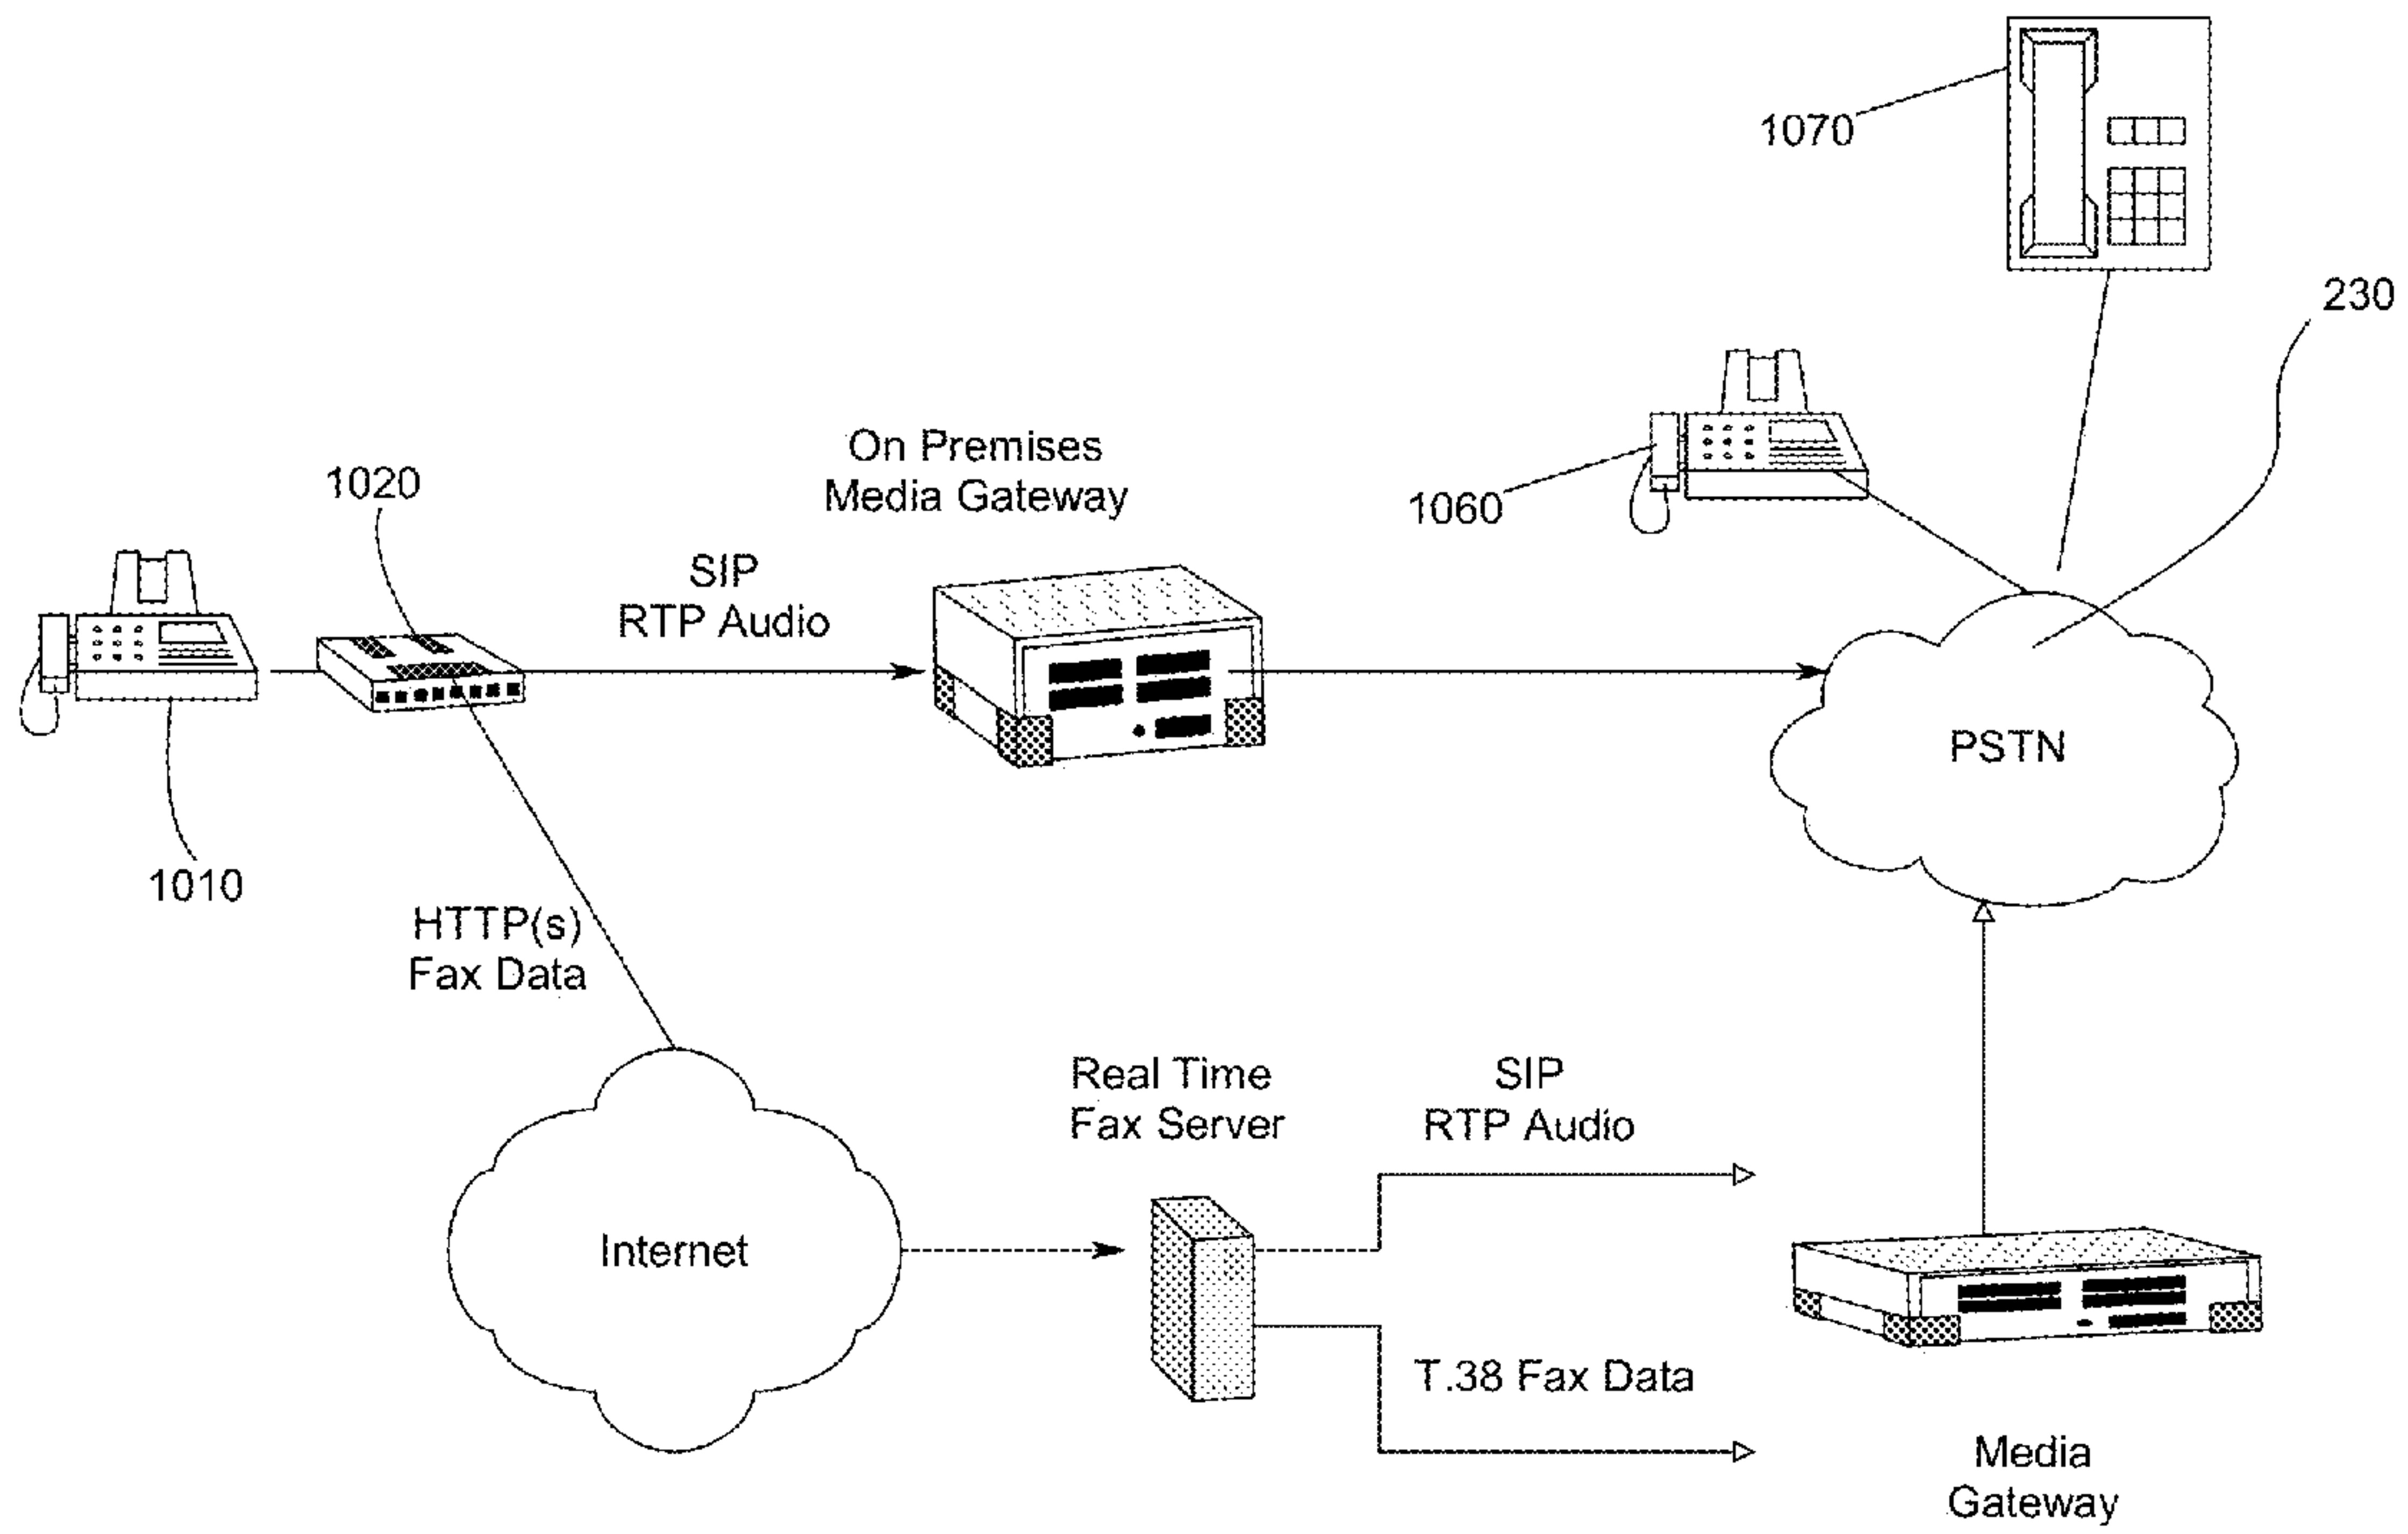 1070
230
On Premises
Media Gateway
1020
1060
SIP
RTP Audio
PSTN
1010
HTTP(s)
Fax Data
Real Time
Fax Server
SIP
RTP Audio
Internet
T.38 Fax Data
Media
Gateway